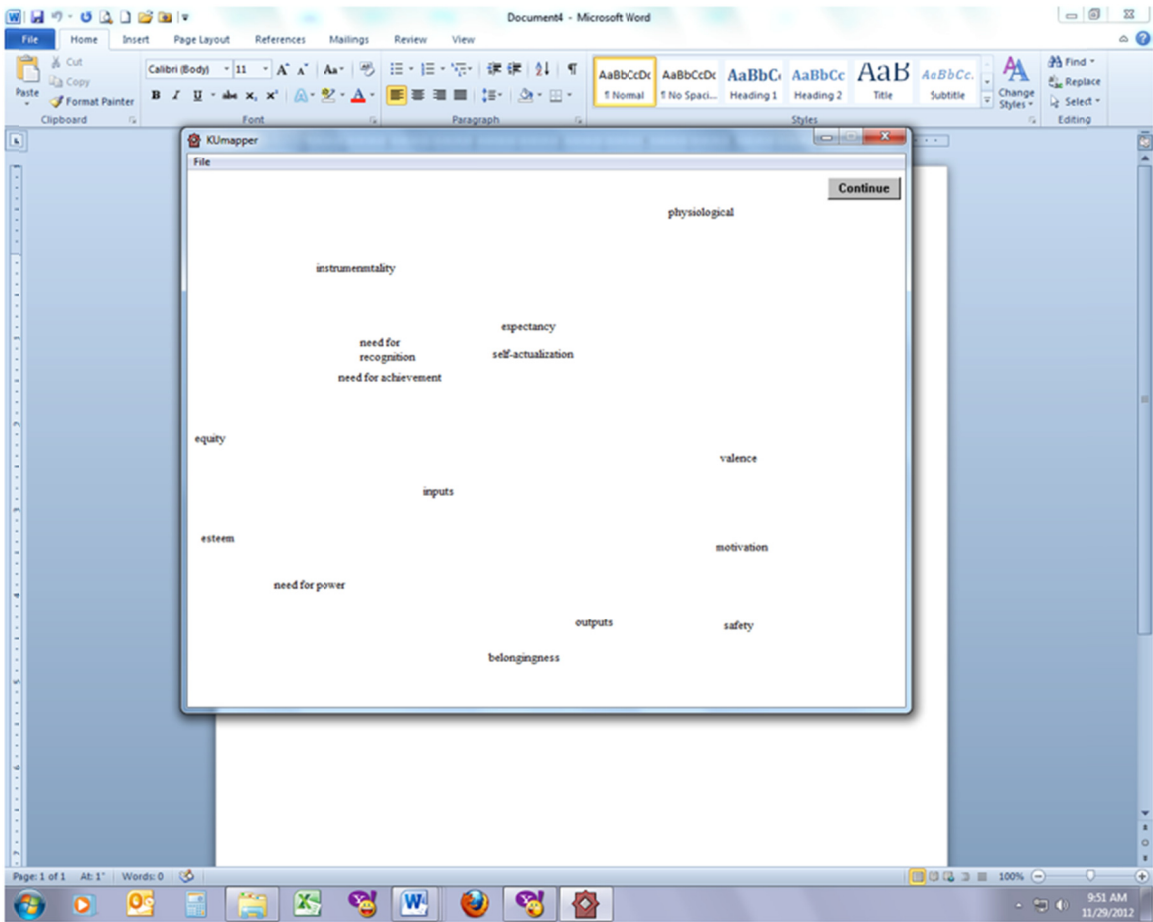 Document4 - Microsoft Word
File Home Insert Page Layout References Mailings Review View
Paste
Cut
Copy
Format Painter
Clipboard
Calibri (Body) 11
Font
Paragraph
AaBbCcDc AaBbCcDc AaBbC AaBbCc AaB AaBbCc.
¶ Normal ¶ No Spaci... Heading 1 Heading 2 Title Subtitle
Change Styles
Styles
Find
Replace
Select
Editing
KUmapper
File
Continue
physiological
instrumenmtality
expectancy
need for
recognition
self-actualization
need for achievement
equity
valence
inputs
esteem
motivation
need for power
outputs
safety
belongingness
Page: 1 of 1 At: 1" Words: 0
100%
9:51 AM
11/29/2012